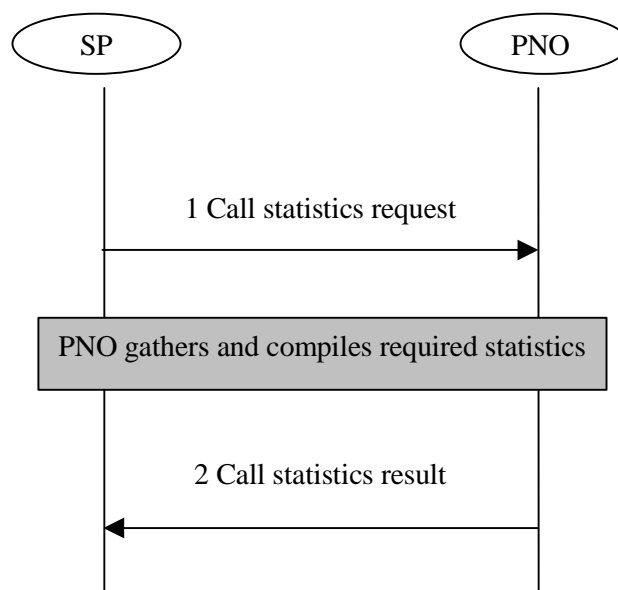 SP
PNO
1 Call statistics request
PNO gathers and compiles required statistics
2 Call statistics result